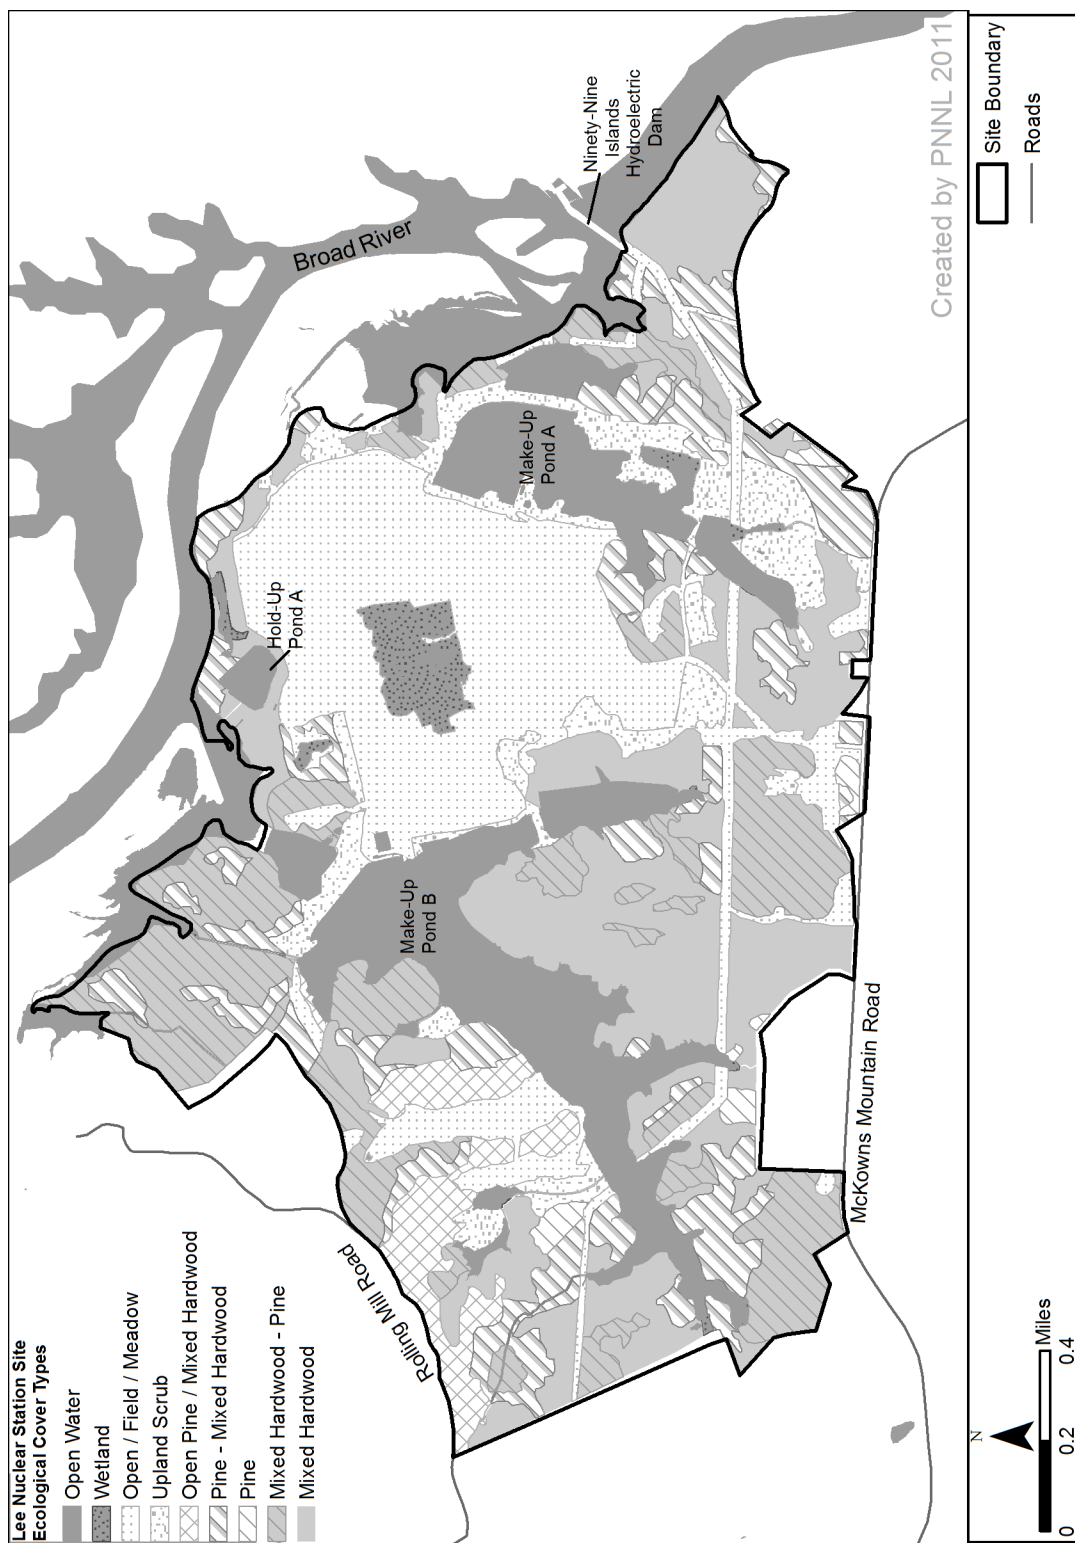 Lee Nuclear Station Site
Ecological Cover Types
Open Water
Wetland
Open / Field / Meadow
Upland Scrub
Open Pine / Mixed Hardwood
Pine - Mixed Hardwood
Pine
Mixed Hardwood - Pine
Mixed Hardwood
Rolling Mill Road
Broad River
Hold-Up
Pond A
Make-Up
Pond B
Make-Up
Pond A
Ninety-Nine
Islands
Hydroelectric
Dam
McKowns Mountain Road
Created by PNNL 2011
N
Miles
0
0.2
0.4
Site Boundary
Roads